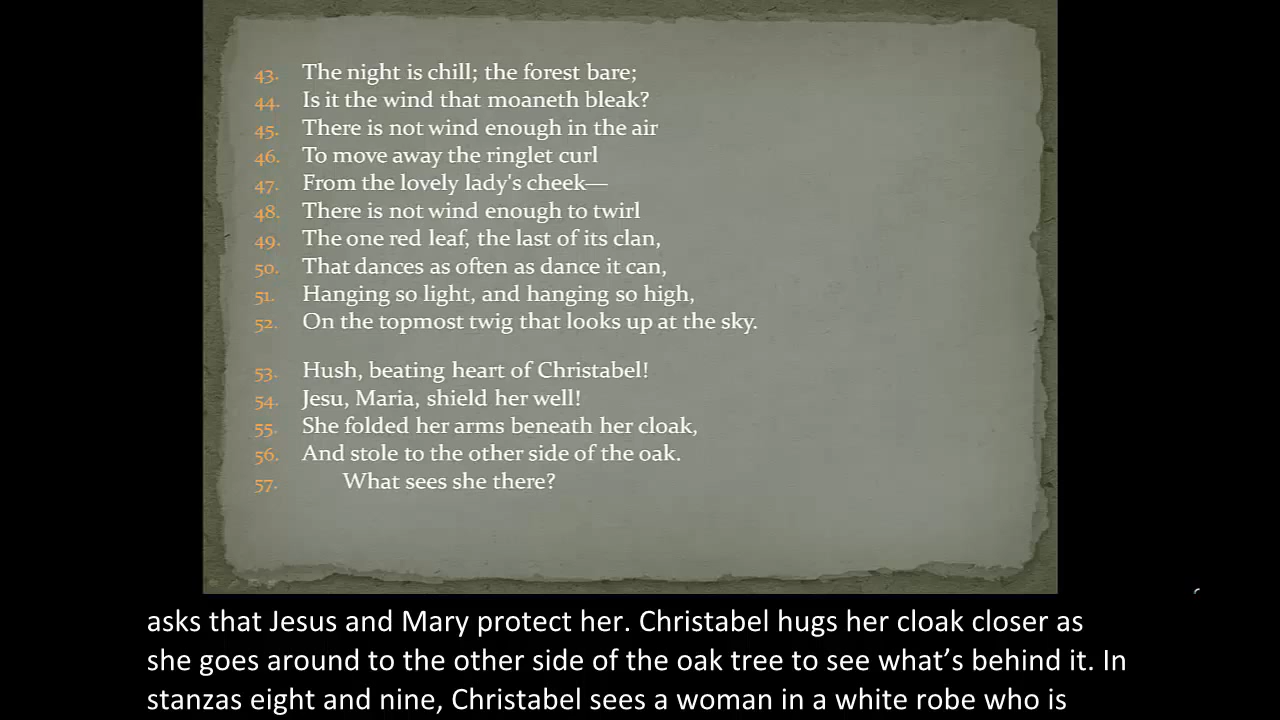 43. The night is chill; the forest bare;
44. Is it the wind that moaneth bleak?
45. There is not wind enough in the air
46. To move away the ringlet curl
47. From the lovely lady's cheek—
48. There is not wind enough to twirl
49. The one red leaf, the last of its clan,
50. That dances as often as dance it can,
51. Hanging so light, and hanging so high,
52. On the topmost twig that looks up at the sky.
53. Hush, beating heart of Christabel!
54. Jesu, Maria, shield her well!
55. She folded her arms beneath her cloak,
56. And stole to the other side of the oak.
57. What sees she there?
asks that Jesus and Mary protect her. Christabel hugs her cloak closer as
she goes around to the other side of the oak tree to see what’s behind it. In
stanzas eight and nine, Christabel sees a woman in a white robe who is